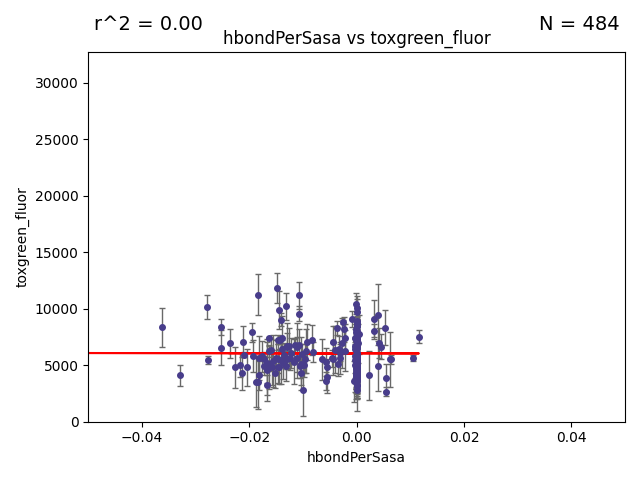 r^2 = 0.00
N = 484
hbondPerSasa vs toxgreen_fluor
30000
25000
20000
15000
10000
5000
0
toxgreen_fluor
−0.04
−0.02
0.00
0.02
0.04
hbondPerSasa